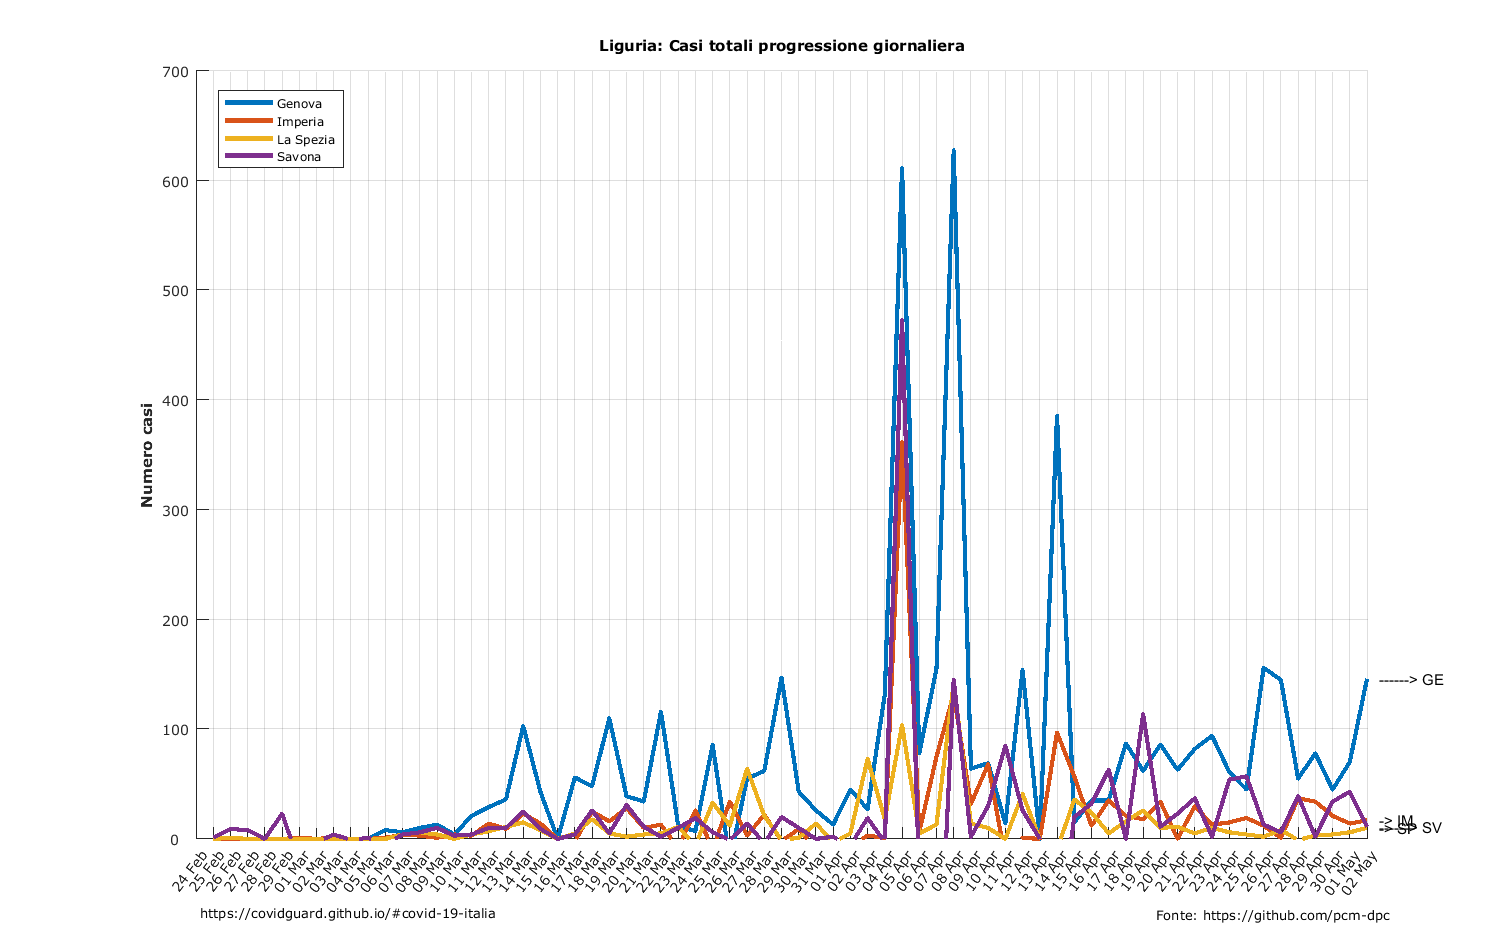 Liguria: Casi totali progressione giornaliera
700
600
500
400
300
200
100
0
Numero casi
Genova
Imperia
La Spezia
Savona
------> GE
-> IM
-> SP
SV
24 Feb
25 Feb
26 Feb
27 Feb
28 Feb
29 Feb
01 Mar
02 Mar
03 Mar
04 Mar
05 Mar
06 Mar
07 Mar
08 Mar
09 Mar
10 Mar
11 Mar
12 Mar
13 Mar
14 Mar
15 Mar
16 Mar
17 Mar
18 Mar
19 Mar
20 Mar
21 Mar
22 Mar
23 Mar
24 Mar
25 Mar
26 Mar
27 Mar
28 Mar
29 Mar
30 Mar
31 Mar
01 Apr
02 Apr
03 Apr
04 Apr
05 Apr
06 Apr
07 Apr
08 Apr
09 Apr
10 Apr
11 Apr
12 Apr
13 Apr
14 Apr
15 Apr
16 Apr
17 Apr
18 Apr
19 Apr
20 Apr
21 Apr
22 Apr
23 Apr
24 Apr
25 Apr
26 Apr
27 Apr
28 Apr
29 Apr
30 Apr
01 May
02 May
https://covidguard.github.io/#covid-19-italia
Fonte: https://github.com/pcm-dpc